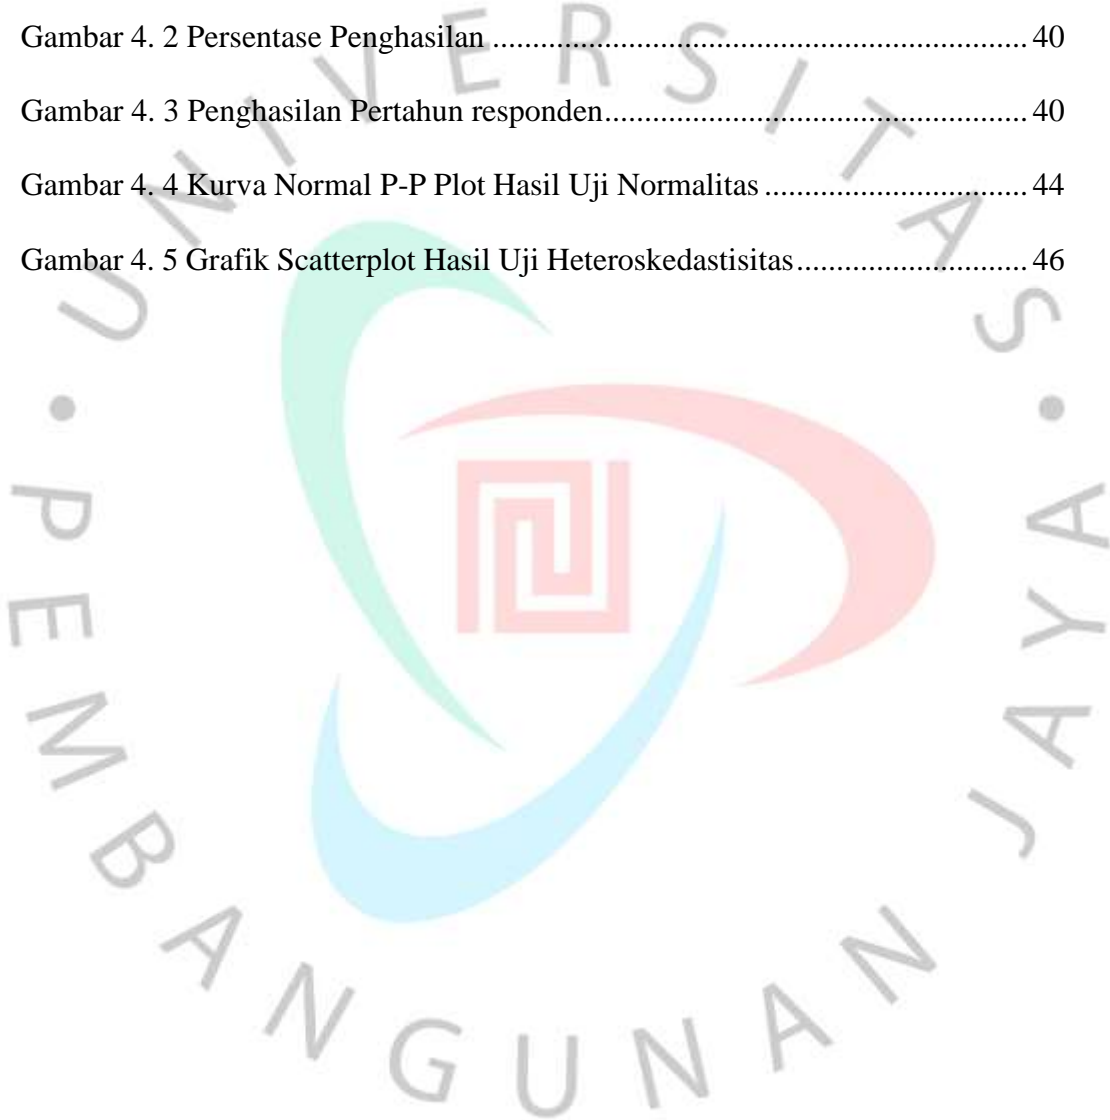 Gambar 4. 2 Persentase Penghasilan .................................................................. 40
Gambar 4. 3 Penghasilan Pertahun responden.................................................... 40
Gambar 4. 4 Kurva Normal P-P Plot Hasil Uji Normalitas ................................ 44
Gambar 4. 5 Grafik Scatterplot Hasil Uji Heteroskedastisitas............................ 46
UNIVERSITAS • PEMBANGUNAN JAYA •